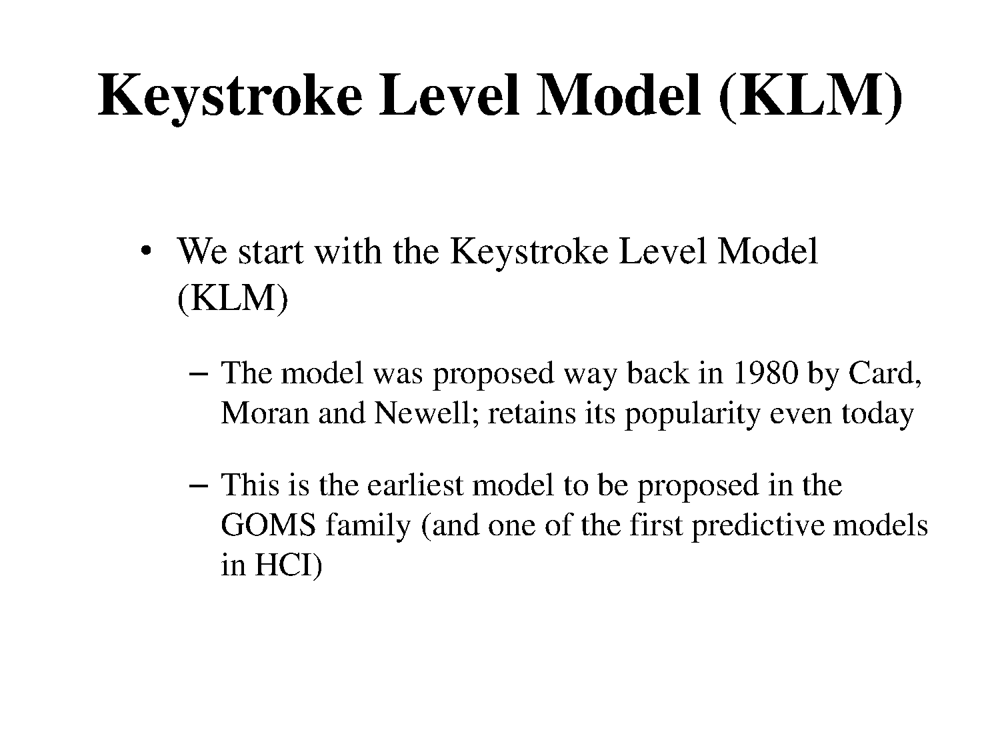 Keystroke Level Model (KLM)
• We start with the Keystroke Level Model
(KLM)
– The model was proposed way back in 1980 by Card,
Moran and Newell; retains its popularity even today
– This is the earliest model to be proposed in the
GOMS family (and one of the first predictive models
in HCI)